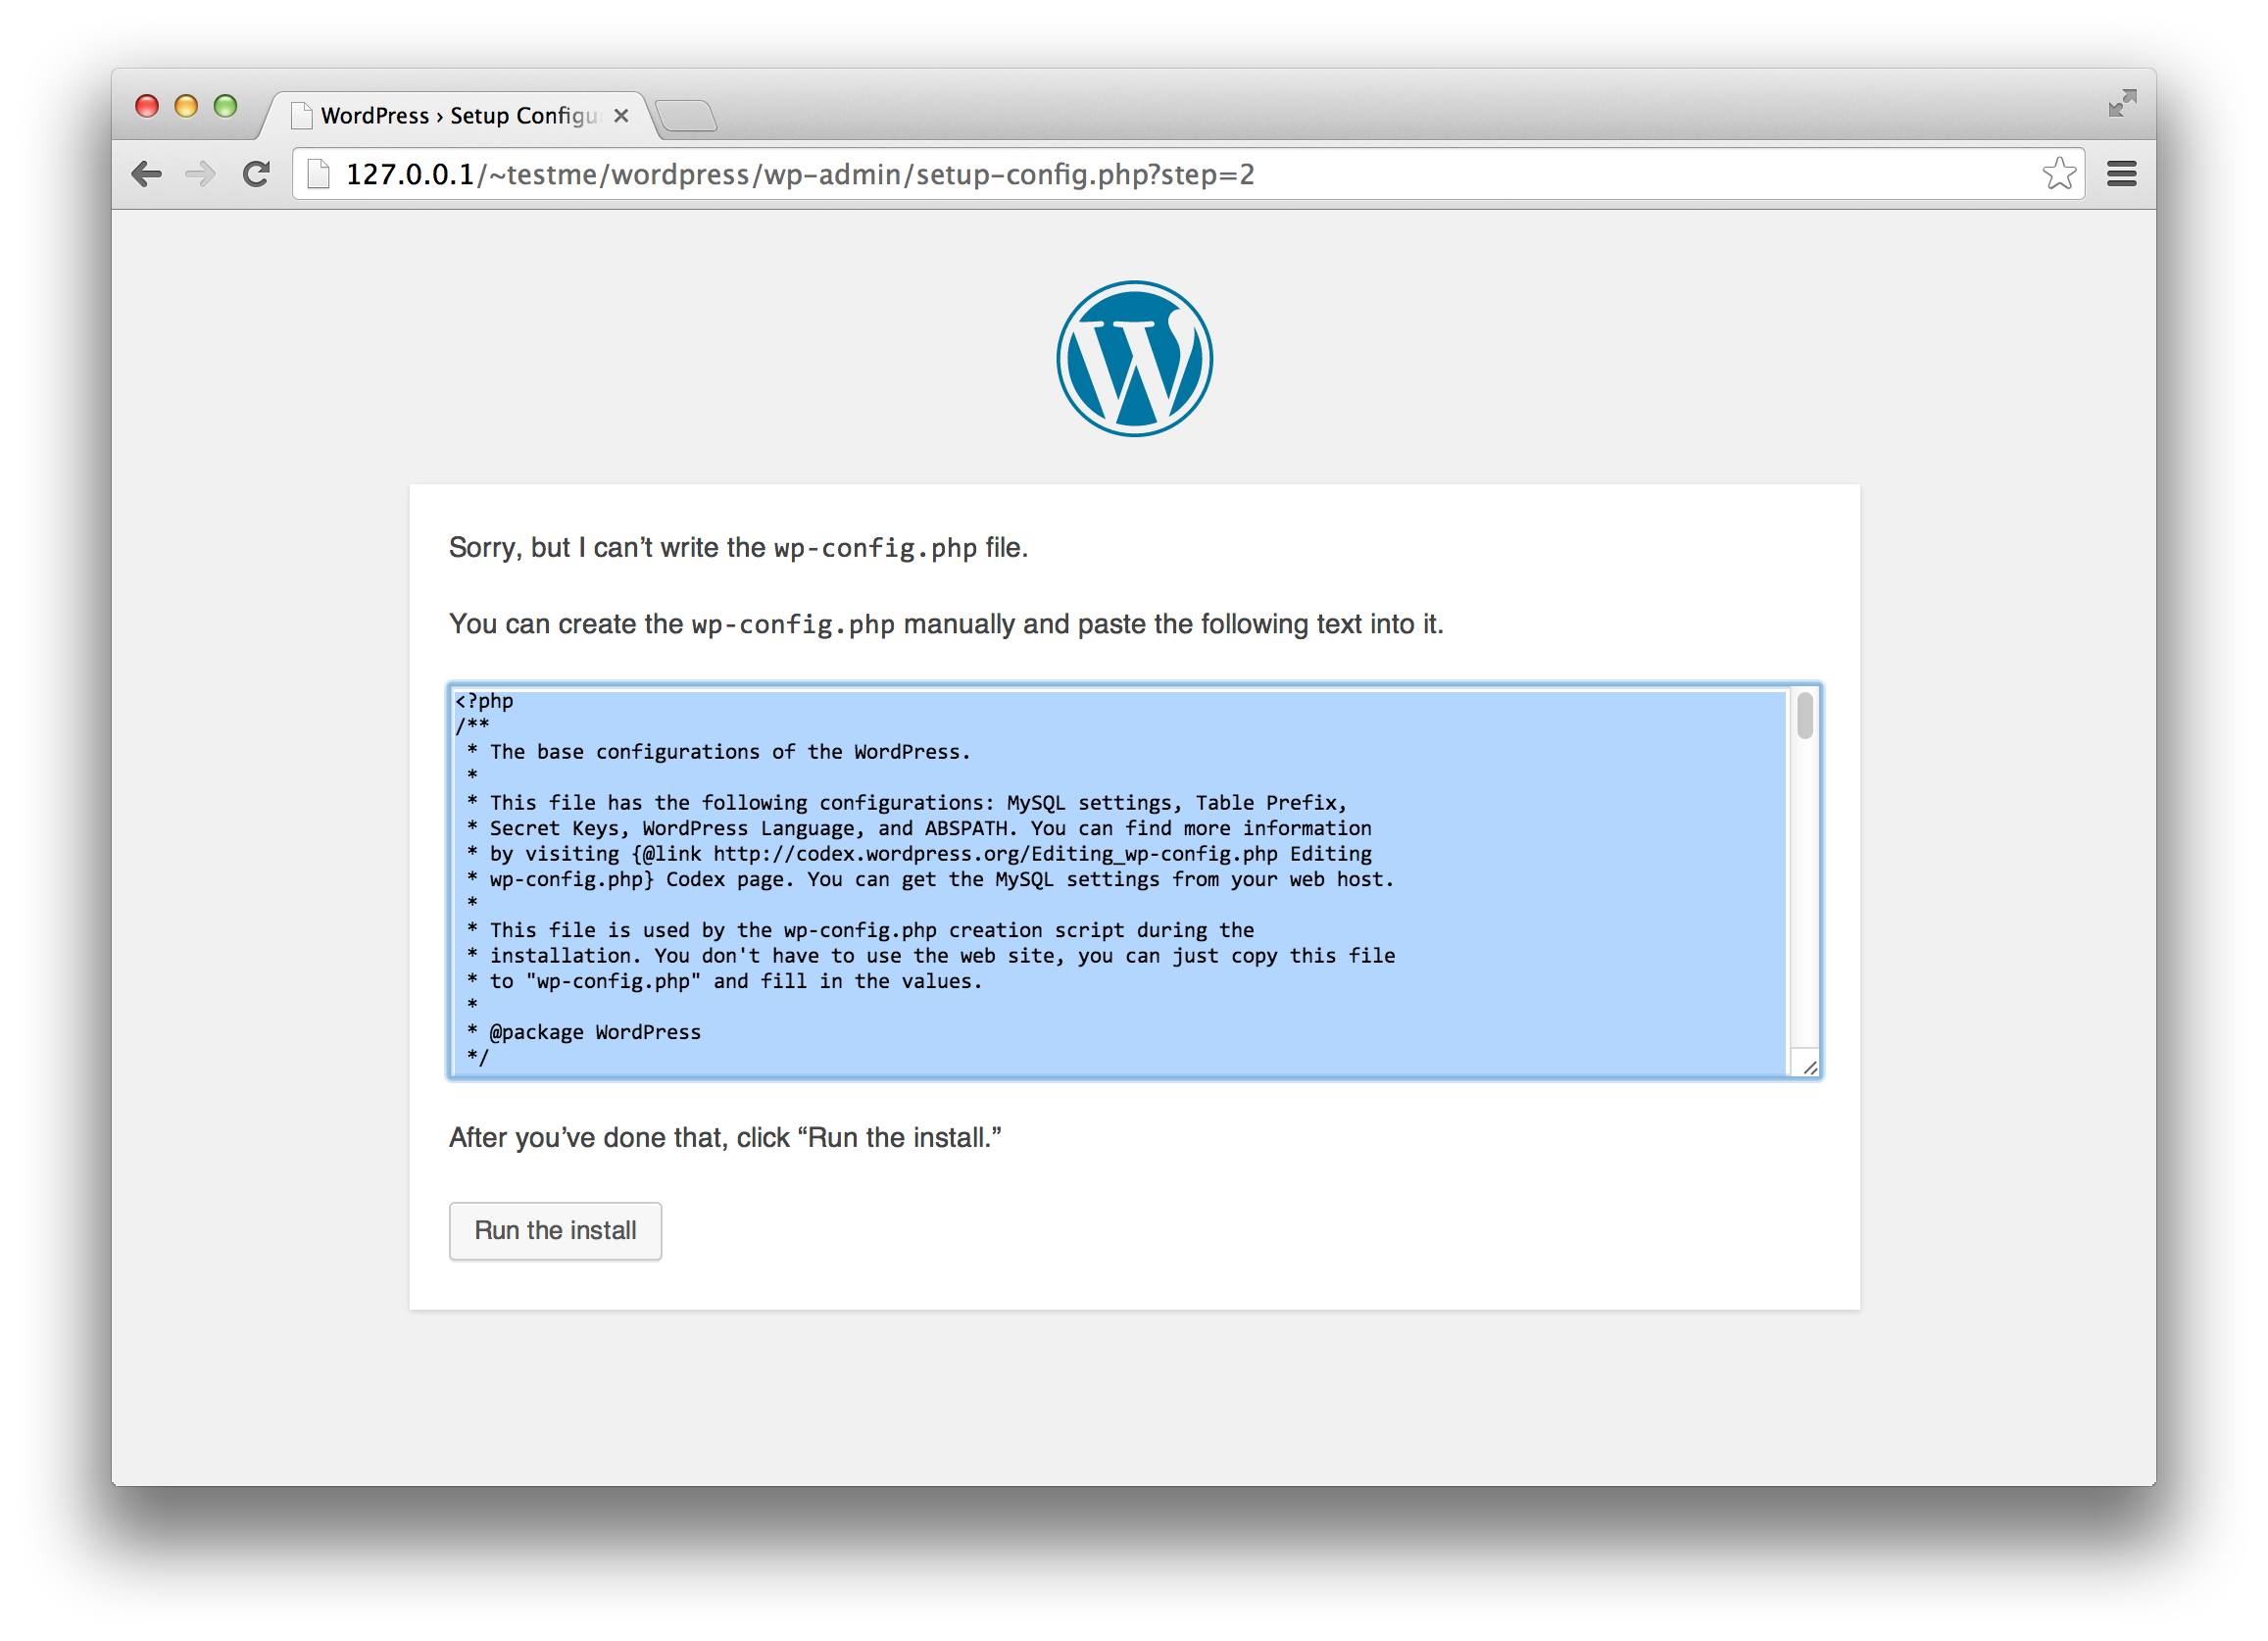 WordPress › Setup Configu
127.0.0.1/~testme/wordpress/wp-admin/setup-config.php?step=2
Sorry, but I can’t write the wp-config.php file.
You can create the wp-config.php manually and paste the following text into it.
<?php
/**
 * The base configurations of the WordPress.
 *
 * This file has the following configurations: MySQL settings, Table Prefix,
 * Secret Keys, WordPress Language, and ABSPATH. You can find more information
 * by visiting {@link http://codex.wordpress.org/Editing_wp-config.php Editing
 * wp-config.php} Codex page. You can get the MySQL settings from your web host.
 *
 * This file is used by the wp-config.php creation script during the
 * installation. You don't have to use the web site, you can just copy this file
 * to "wp-config.php" and fill in the values.
 *
 * @package WordPress
 */
After you’ve done that, click “Run the install.”
Run the install